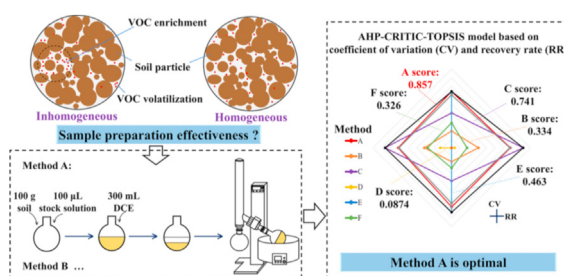 VOC enrichment
Soil particle
VOC volatilization
Inhomogeneous
Homogeneous
Sample preparation effectiveness ?
Method A:
100 g
soil
100 μL
stock solution
300 mL
DCE
Method B ...
AHP-CRITIC-TOPSIS model based on
coefficient of variation (CV) and recovery rate (RR
A score:
0.857
F score:
0.326
C score:
0.741
B score:
0.334
Method
A
B
C
D
E
F
E score:
0.463
D score:
0.0874
CV
RR
Method A is optimal